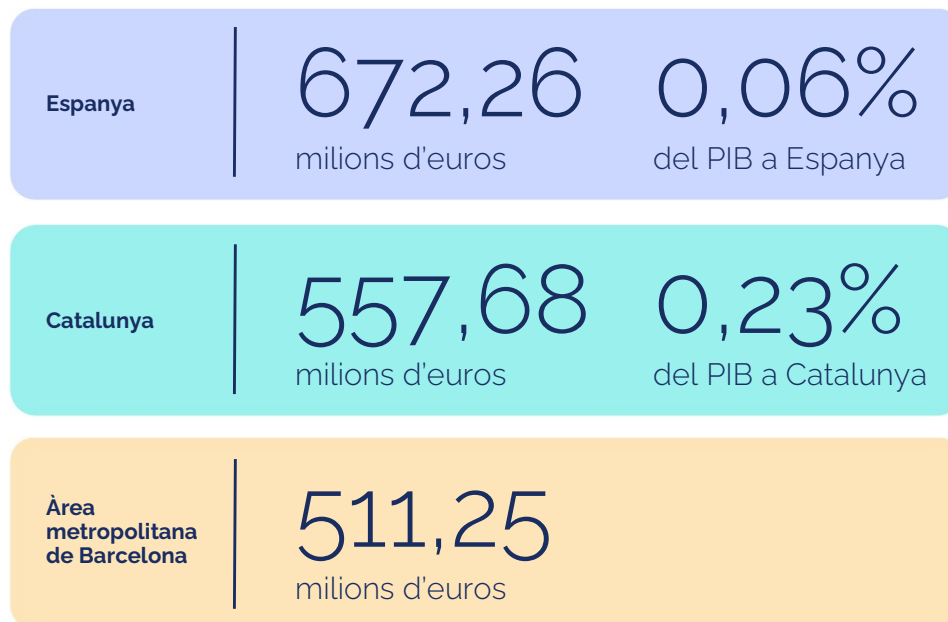 Espanya
672,26
milions d'euros
0,06%
del PIB a Espanya
Catalunya
557,68
milions d'euros
0,23%
del PIB a Catalunya
Àrea
metropolitana
de Barcelona
511,25
milions d'euros